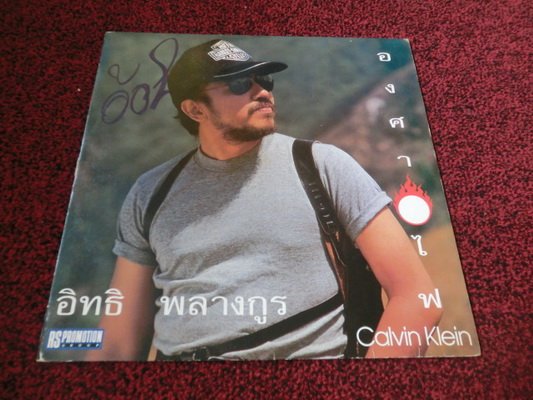 องศาไฟ
อิทธิ พลางกูร
RS PROMOTION
Calvin Klein